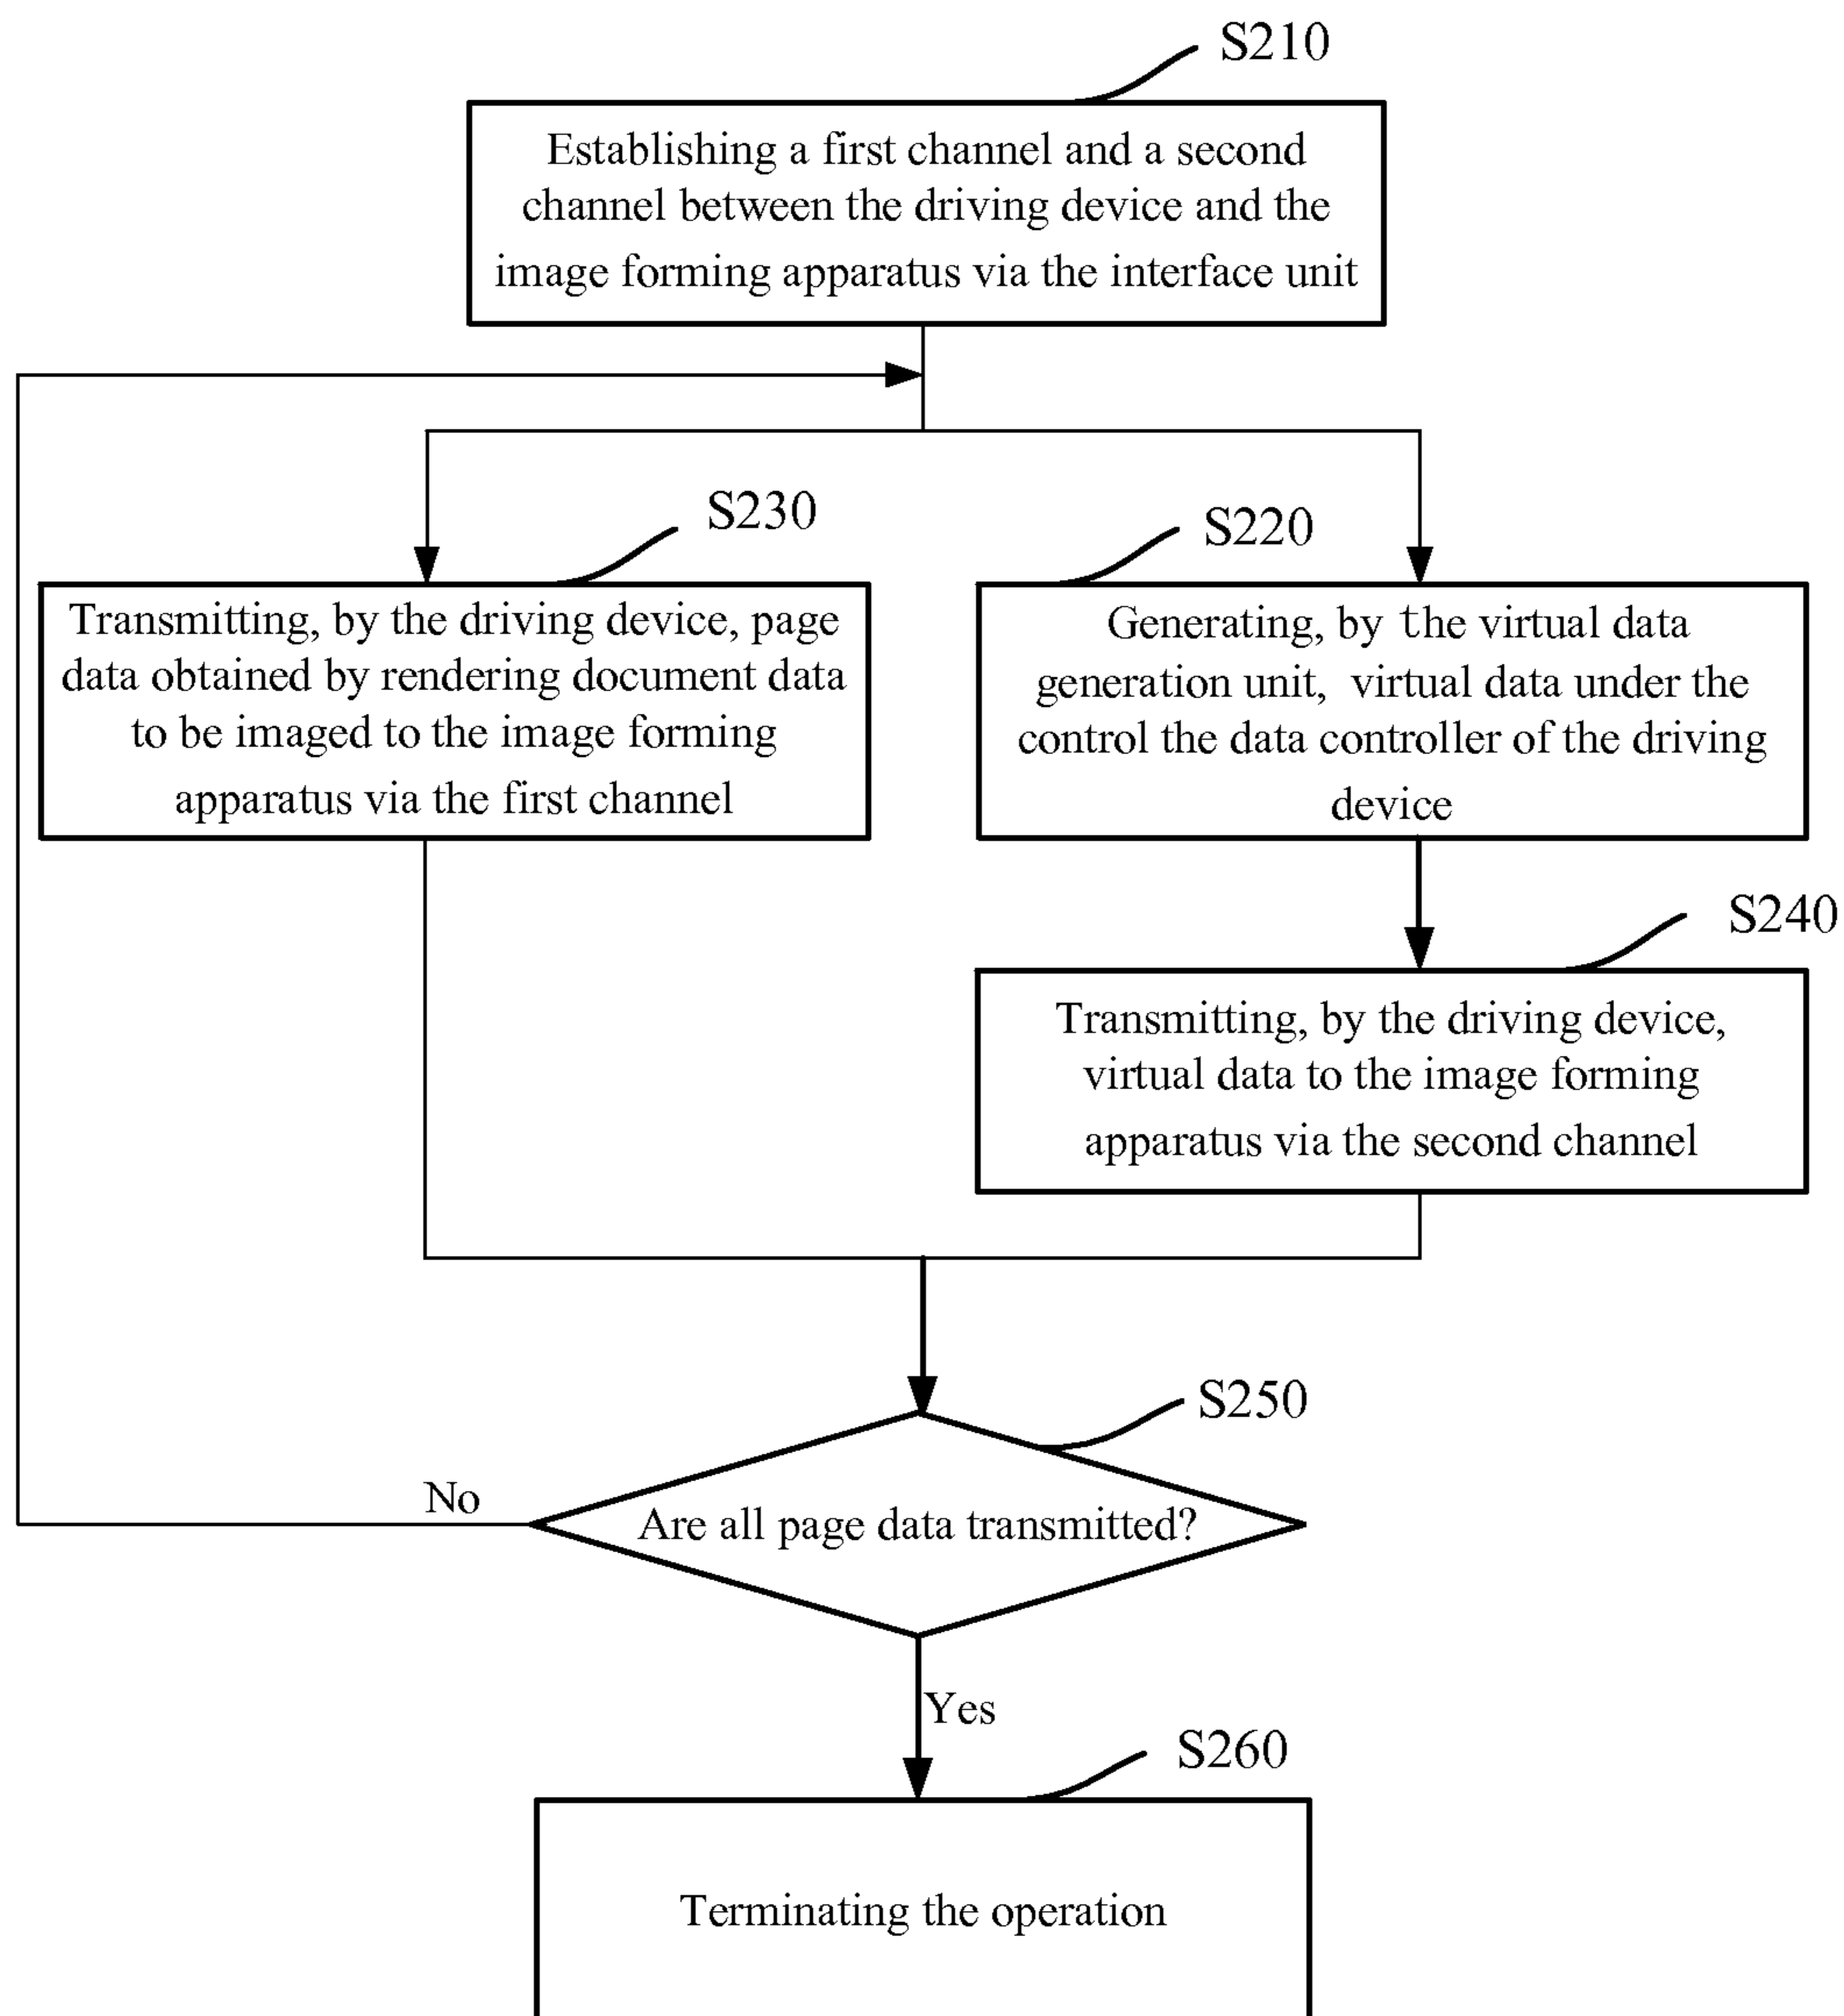 S210
Establishing a first channel and a second
channel between the driving device and the
image forming apparatus via the interface unit
S230
Transmitting, by the driving device, page
data obtained by rendering document data
to be imaged to the image forming
apparatus via the first channel
S220
Generating, by the virtual data
generation unit, virtual data under the
control the data controller of the driving
device
S240
Transmitting, by the driving device,
virtual data to the image forming
apparatus via the second channel
S250
Are all page data transmitted?
No
Yes
S260
Terminating the operation